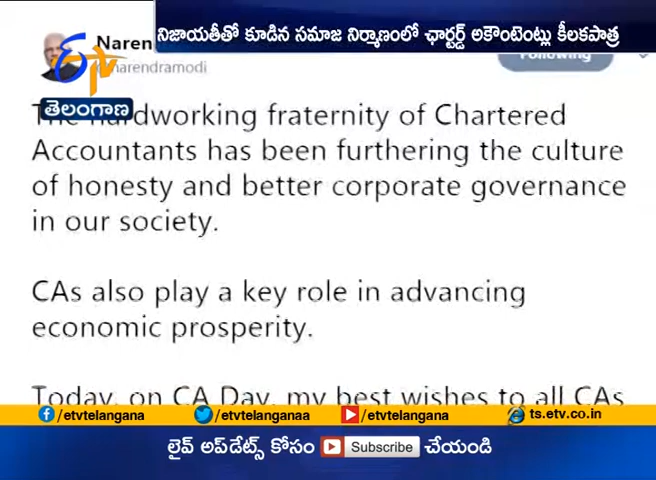 నిజాయతీతో కూడిన సమాజ నిర్మాణంలో ఛార్టర్డ్ అకౌంటెంట్లు కీలకపాత్ర
Naren
narendramodi
Following
ETV
తెలంగాణ
The hardworking fraternity of Chartered
Accountants has been furthering the culture
of honesty and better corporate governance
in our society.
CAs also play a key role in advancing
economic prosperity.
Today, on CA Day, my best wishes to all CAs
/etvtelangana
/etvtelanganaa
/etvtelangana
ts.etv.co.in
లైవ్ అప్‌డేట్స్ కోసం Subscribe చేయండి